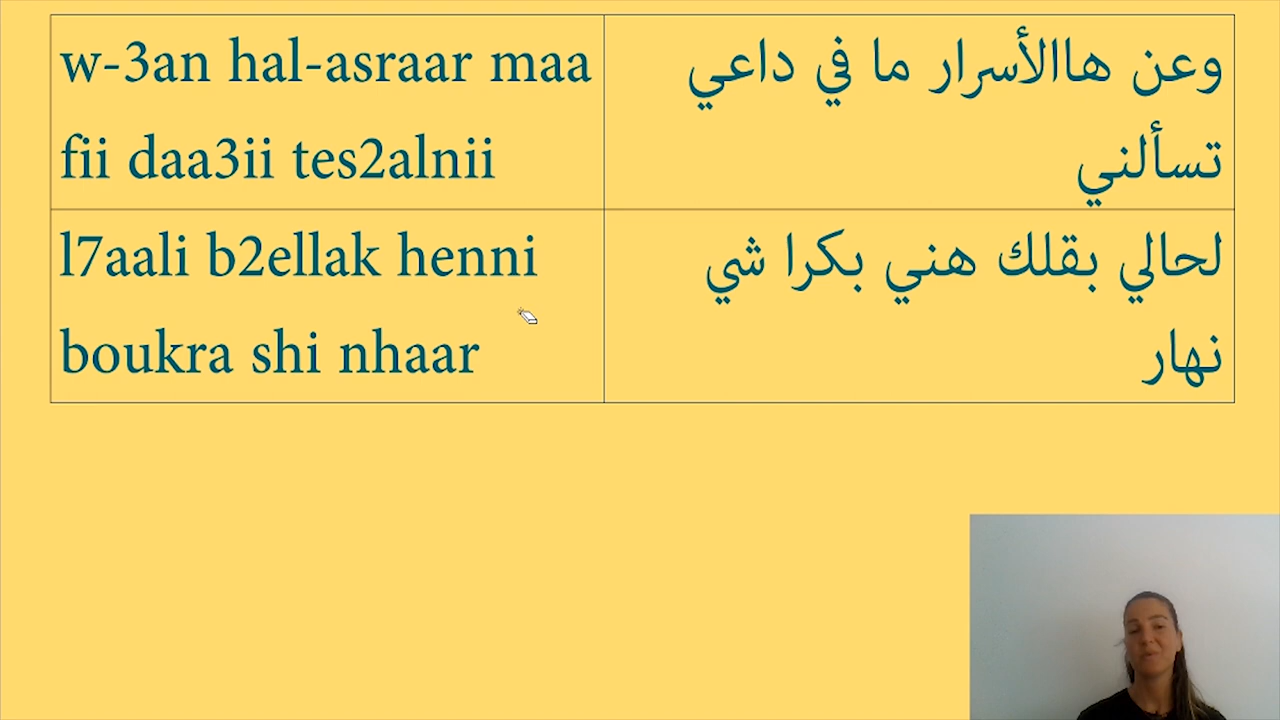 w-3an hal-asraar maa
fii daa3ii tes2alnii
وعن هاالأسرار ما في داعي
تسألني
l7aali b2ellak henni
boukra shi nhaar
لحالي بقلك هني بكرا شي
نهار